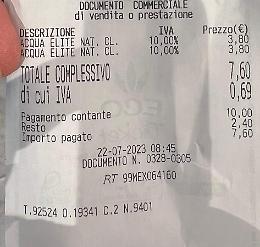 DOCUMENTO COMMERCIALE
di vendita o prestazione
DESCRIZIONE IVA Prezzo(€)
ACQUA ELITE NAT. CL. 10,00% 3,80
ACQUA ELITE NAT. CL. 10,00% 3,80
TOTALE COMPLESSIVO 7,60
di cui IVA 0,69
Pagamento contante 10,00
Resto 2,40
Importo pagato 7,60
22-07-2023 08:45
DOCUMENTO N. 0328-0005
RT 99MEX064160
T.92524 O.19341 C.2 N.9401